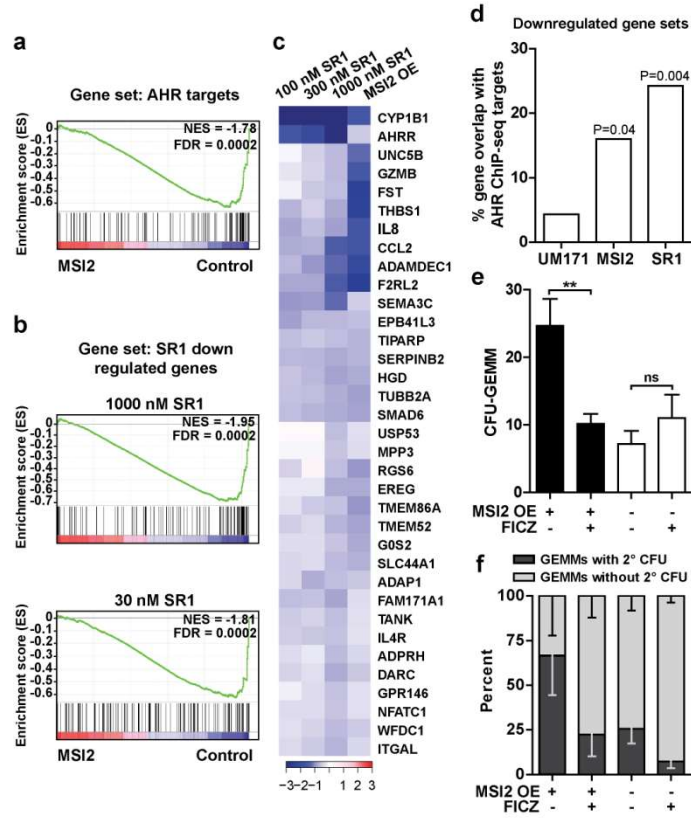 a
Gene set: AHR targets
Enrichment score (ES)
0
-0.1
-0.2
-0.3
-0.4
-0.5
-0.6
NES = -1.78
FDR = 0.0002
MSI2 Control
b
Gene set: SR1 down
regulated genes
1000 nM SR1
Enrichment score (ES)
0
-0.1
-0.2
-0.3
-0.4
-0.5
-0.6
-0.7
NES = -1.95
FDR = 0.0002
30 nM SR1
Enrichment score (ES)
0
-0.1
-0.2
-0.3
-0.4
-0.5
-0.6
NES = -1.81
FDR = 0.0002
MSI2 Control
c
100 nM SR1
300 nM SR1
1000 nM SR1
MSI2 OE
CYP1B1
AHRR
UNC5B
GZMB
FST
THBS1
IL8
CCL2
ADAMDEC1
F2RL2
SEMA3C
EPB41L3
TIPARP
SERPINB2
HGD
TUBB2A
SMAD6
USP53
MPP3
RGS6
EREG
TMEM86A
TMEM52
G0S2
SLC44A1
ADAP1
FAM171A1
TANK
IL4R
ADPRH
DARC
GPR146
NFATC1
WFDC1
ITGAL
-3 -2 -1 1 2 3
d
Downregulated gene sets
% gene overlap with
AHR ChIP-seq targets
30
20
10
0
P=0.04
P=0.004
UM171 MSI2 SR1
e
CFU-GEMM
30
20
10
0
**
ns
MSI2 OE + + - -
FICZ - + - +
f
GEMMs with 2° CFU
GEMMs without 2° CFU
Percent
100
75
50
25
0
MSI2 OE + + - -
FICZ - + - +